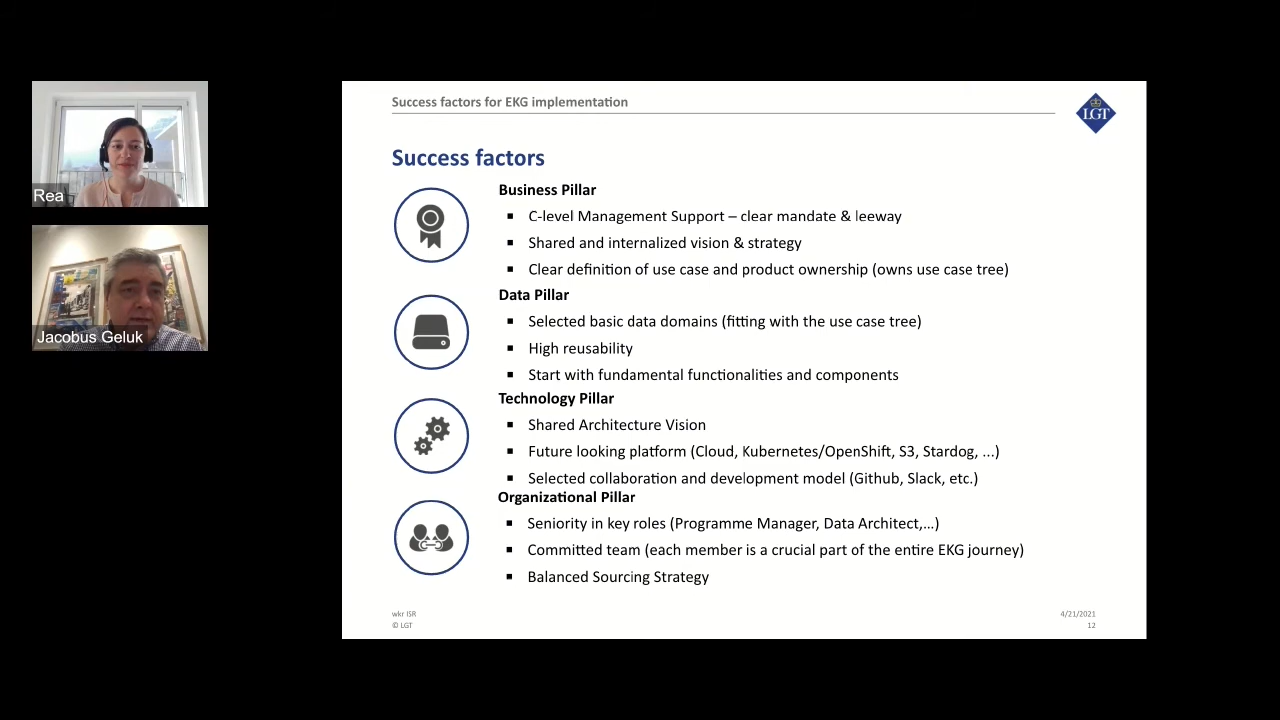 Rea
Jacobus Geluk
Success factors for EKG implementation
LGT
Success factors
Business Pillar
▪ C-level Management Support – clear mandate & leeway
▪ Shared and internalized vision & strategy
▪ Clear definition of use case and product ownership (owns use case tree)
Data Pillar
▪ Selected basic data domains (fitting with the use case tree)
▪ High reusability
▪ Start with fundamental functionalities and components
Technology Pillar
▪ Shared Architecture Vision
▪ Future looking platform (Cloud, Kubernetes/OpenShift, S3, Stardog, ...)
▪ Selected collaboration and development model (Github, Slack, etc.)
Organizational Pillar
▪ Seniority in key roles (Programme Manager, Data Architect,...)
▪ Committed team (each member is a crucial part of the entire EKG journey)
▪ Balanced Sourcing Strategy
wkr ISR
© LGT
4/21/2021
12